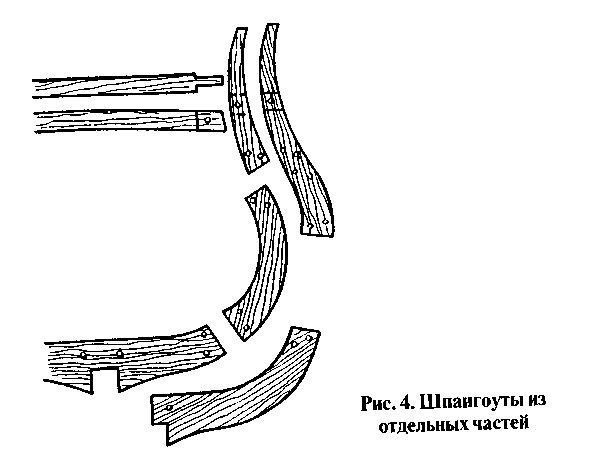 Рис. 4. Шпангоуты из
отдельных частей